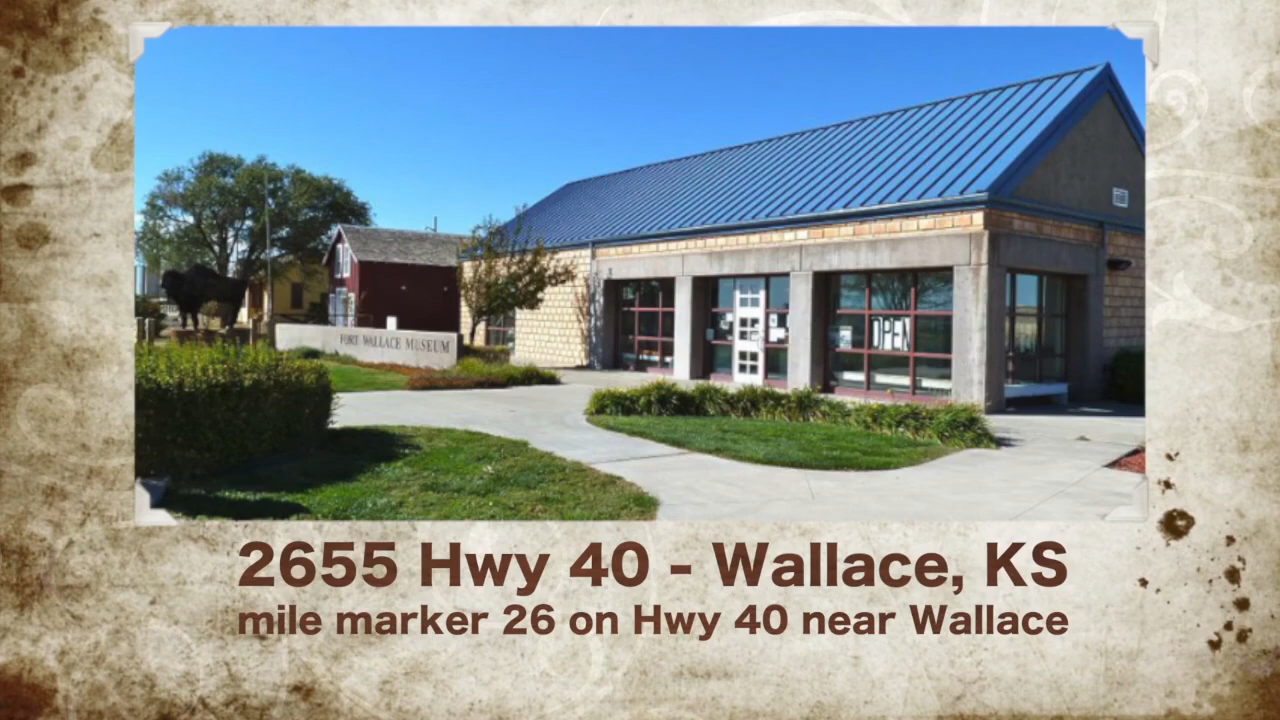 FORT WALLACE MUSEUM
OPEN
2655 Hwy 40 - Wallace, KS
mile marker 26 on Hwy 40 near Wallace